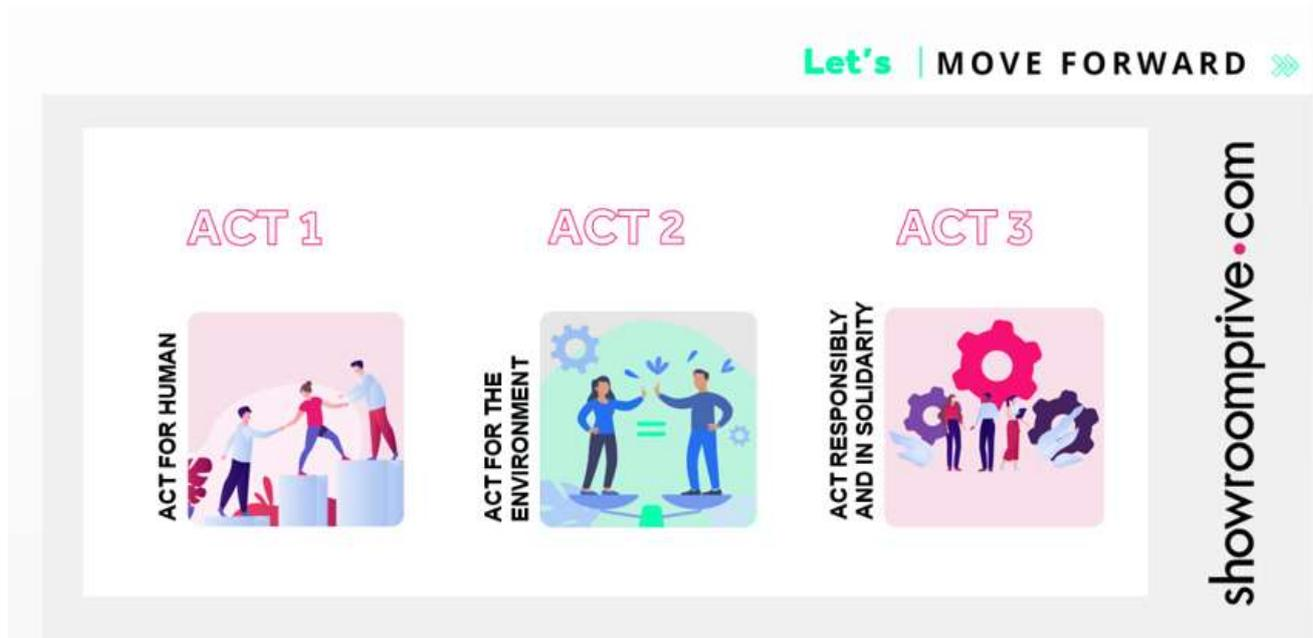 Let's | MOVE FORWARD
ACT 1
ACT FOR HUMAN
ACT 2
ACT FOR THE
ENVIRONMENT
ACT 3
ACT RESPONSIBLY
AND IN SOLIDARITY
showroomprive•com